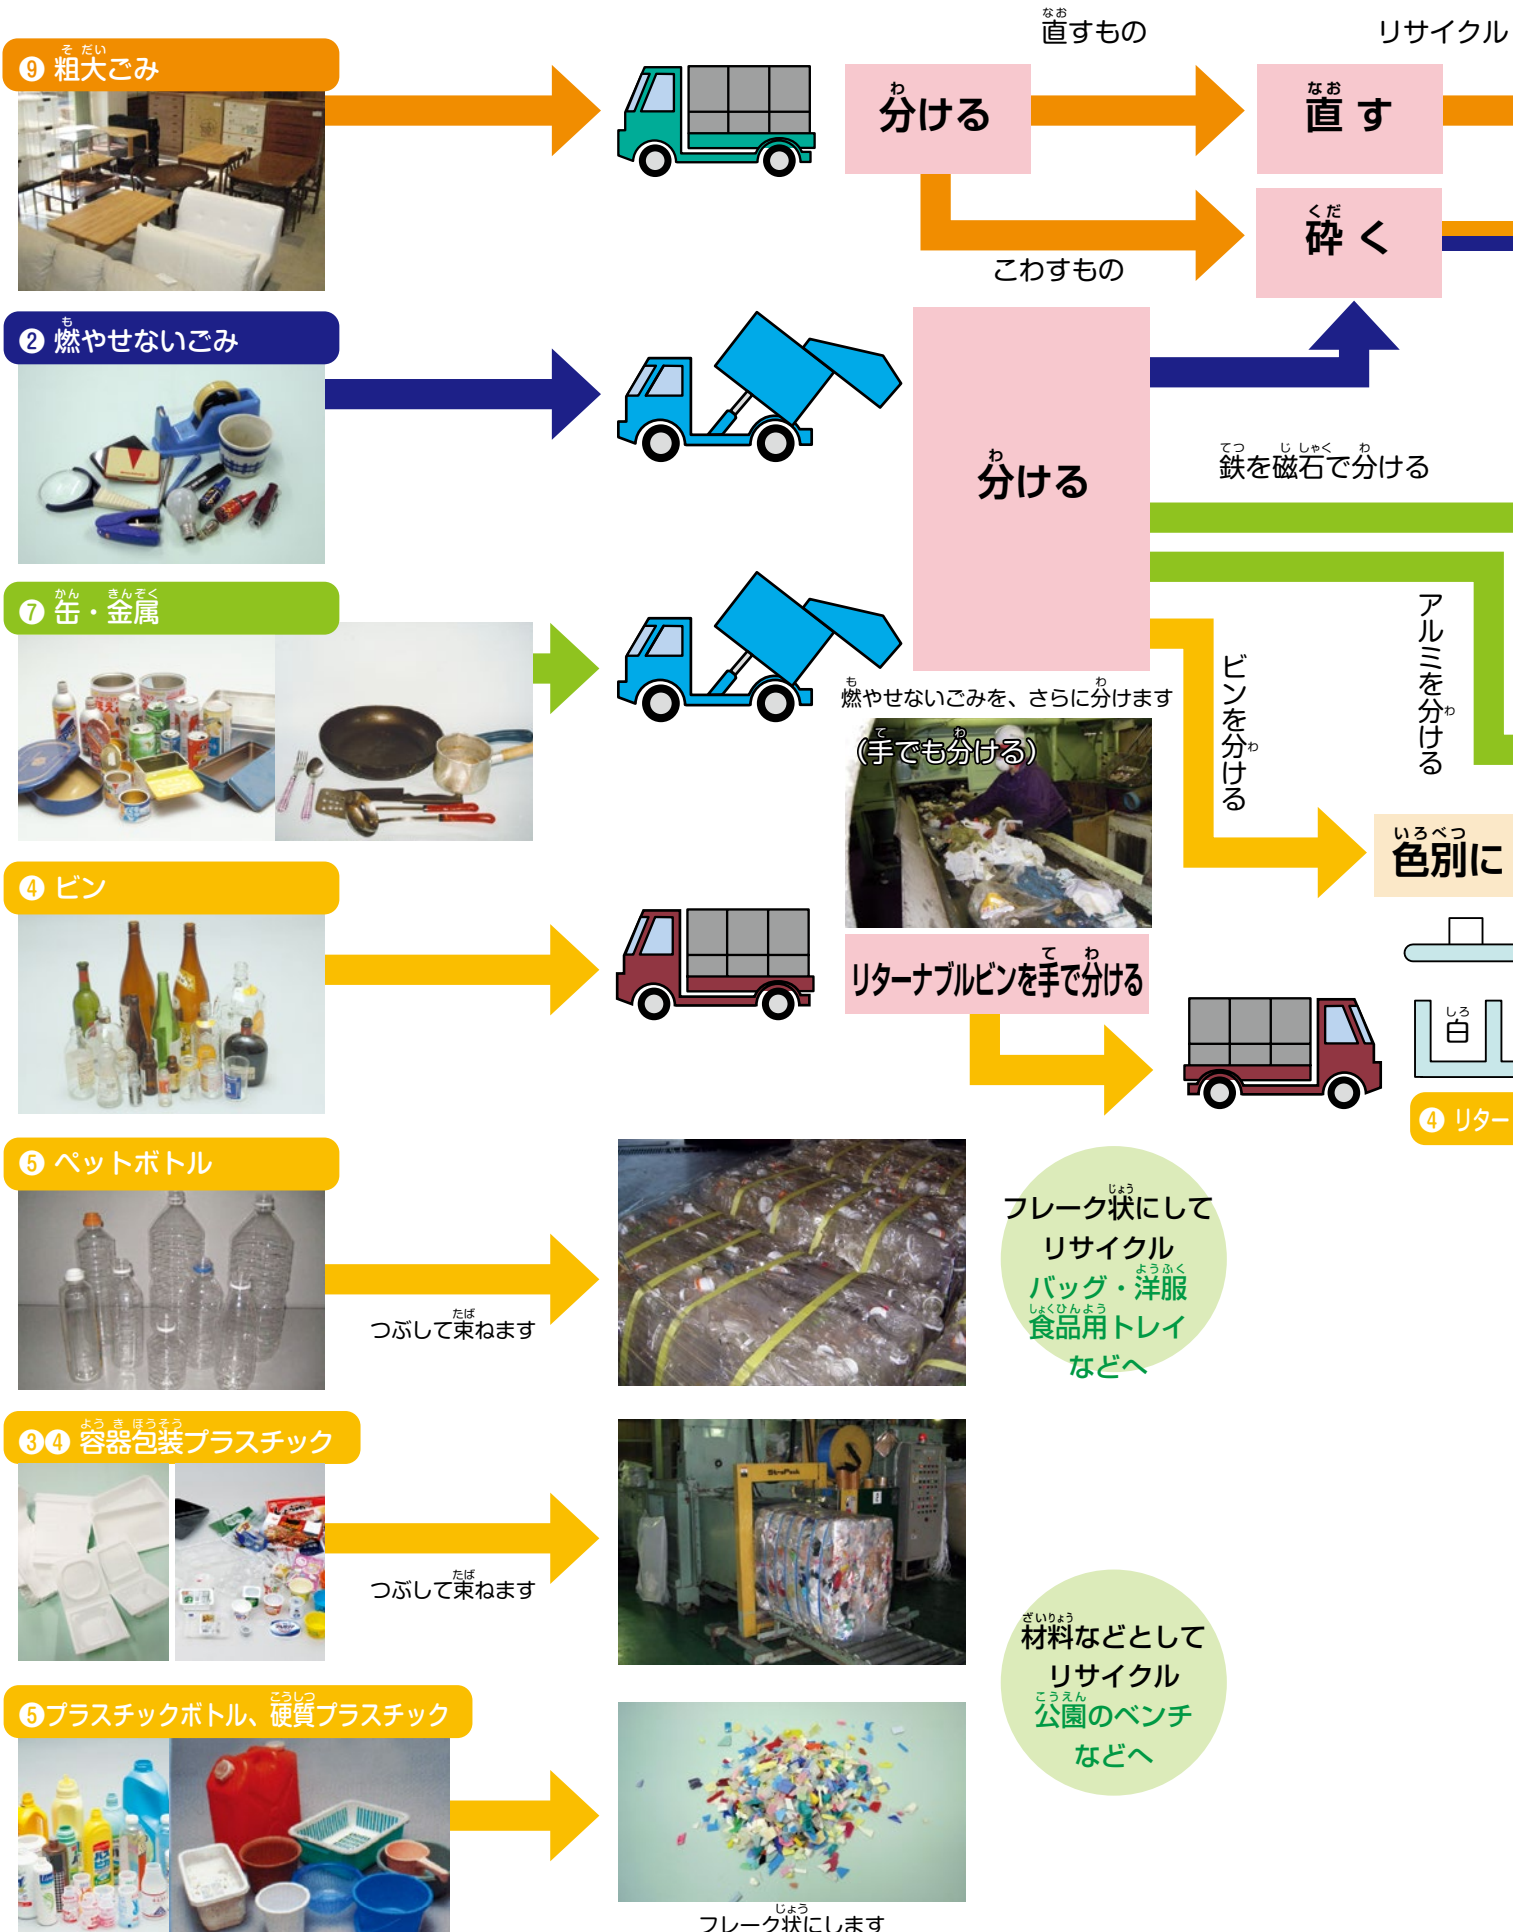 直すもの
リサイクル
❾ 粗大ごみ
分ける
直す
砕く
こわすもの
❷ 燃やせないごみ
分ける
鉄を磁石で分ける
❼ 缶・金属
アルミを分ける
ビンを分ける
燃やせないごみを、さらに分けます
(手でも分ける)
色別に
❹ ビン
リターナブルビンを手で分ける
白
❹ リター
❺ ペットボトル
つぶして束ねます
フレーク状にして
リサイクル
バッグ・洋服
食品用トレイ
などへ
❸❹ 容器包装プラスチック
つぶして束ねます
StraPack
材料などとして
リサイクル
公園のベンチ
などへ
❺プラスチックボトル、硬質プラスチック
フレーク状にします